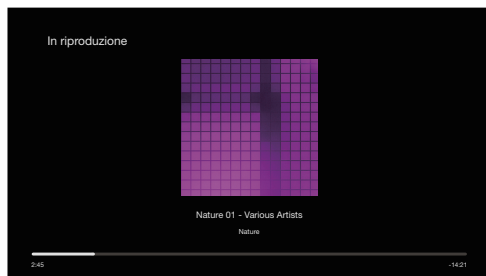 In riproduzione
Nature 01 - Various Artists
Nature
2:45
-14:21